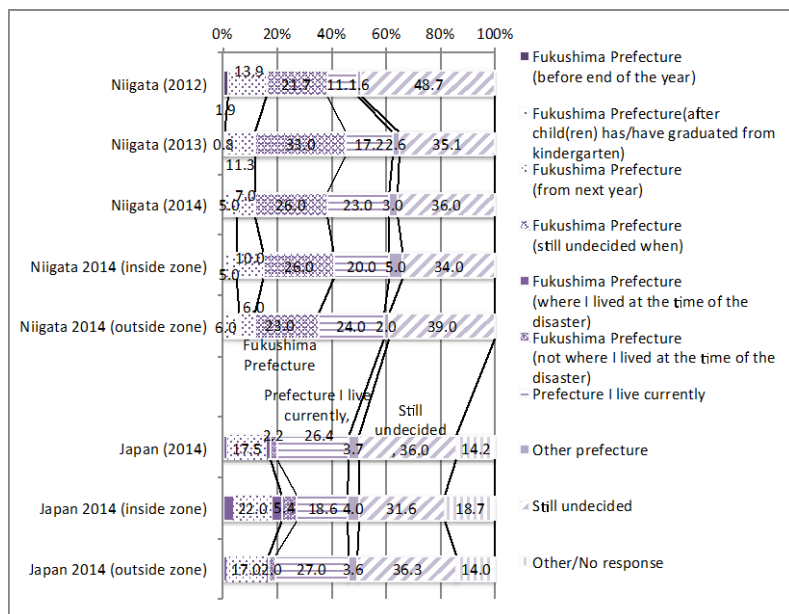 0% 20% 40% 60% 80% 100%
Niigata (2012)
13.9
21.7
11.1
1.6
48.7
1.9
Niigata (2013)
0.8
33.0
17.2
2.6
35.1
11.3
Niigata (2014)
5.0
7.0
26.0
23.0
3.0
36.0
Niigata 2014 (inside zone)
5.0
10.0
26.0
20.0
5.0
34.0
Niigata 2014 (outside zone)
6.0
23.0
24.0
2.0
39.0
Fukushima
Prefecture
Prefecture I live
currently,
Still
undecided
Japan (2014)
17.5
2.2
26.4
3.7
36.0
14.2
Japan 2014 (inside zone)
22.0
5.4
18.6
4.0
31.6
18.7
Japan 2014 (outside zone)
17.0
2.0
27.0
3.6
36.3
14.0
Fukushima Prefecture
(before end of the year)
Fukushima Prefecture(after
child(ren) has/have graduated from
kindergarten)
Fukushima Prefecture
(from next year)
Fukushima Prefecture
(still undecided when)
Fukushima Prefecture
(where I lived at the time of the
disaster)
Fukushima Prefecture
(not where I lived at the time of the
disaster)
Prefecture I live currently
Other prefecture
Still undecided
Other/No response